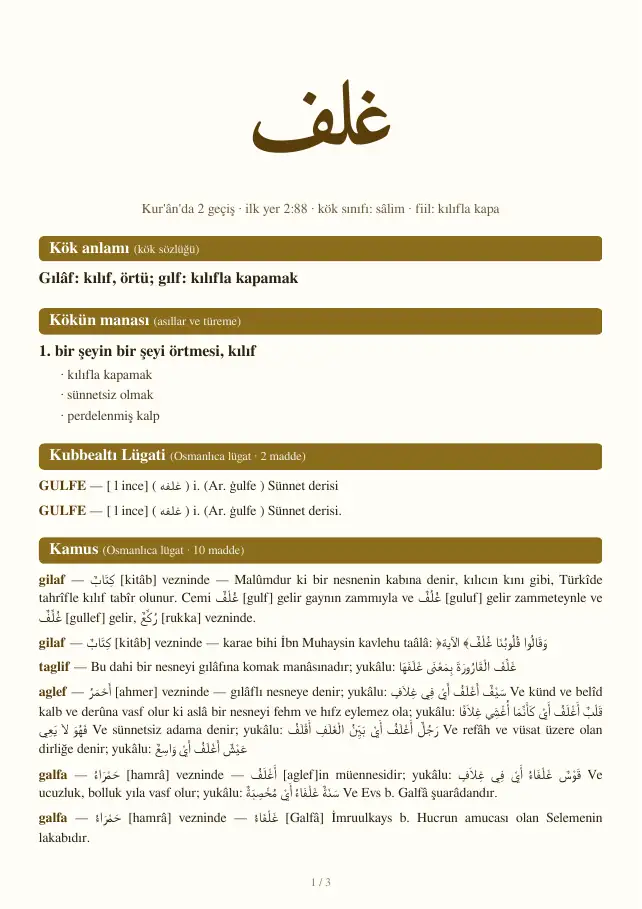 غلف
Kur'ân'da 2 geçiş · ilk yer 2:88 · kök sınıfı: sâlim · fiil: kılıfla kapa
Kök anlamı (kök sözlüğü)
Gılâf: kılıf, örtü; gılf: kılıfla kapamak
Kökün manası (asıllar ve türeme)
1. bir şeyin bir şeyi örtmesi, kılıf
· kılıfla kapamak
· sünnetsiz olmak
· perdelenmiş kalp
Kubbealtı Lügati (Osmanlıca lügat · 2 madde)
GULFE — [ l ince] ( غلفه ) i. (Ar. ġulfe ) Sünnet derisi
GULFE — [ l ince] ( غلفه ) i. (Ar. ġulfe ) Sünnet derisi.
Kamus (Osmanlıca lügat · 10 madde)
gilaf — كِتَابٌ [kitâb] vezninde — Malûmdur ki bir nesnenin kabına denir, kılıcın kını gibi, Türkîde
tahrîfle kılıf tabîr olunur. Cemi غُلْفٌ [gulf] gelir gaynın zammıyla ve غُلُفٌ [guluf] gelir zammeteynle ve
غُلَّفٌ [gullef] gelir, رُكَّعٌ [rukka] vezninde.
gilaf — كِتَابٌ [kitâb] vezninde — karae bihi İbn Muhaysin kavlehu taâlâ: ﴿وَقَالُوا قُلُوبُنَا غُلْفٌ﴾ الآية
taglif — Bu dahi bir nesneyi gılâfına komak manâsınadır; yukâlu: غَلَّفَ الْقَارُورَةَ بِمَعْنَى غَلَفَهَا
aglef — أَحْمَرُ [ahmer] vezninde — gılâflı nesneye denir; yukâlu: سَيْفٌ أَغْلَفُ أَيْ فِي غِلاَفٍ Ve künd ve belîd
kalb ve derûna vasf olur ki aslâ bir nesneyi fehm ve hıfz eylemez ola; yukâlu: قَلْبٌ أَغْلَفُ أَيْ كَأَنَّمَا أُغْشِيَ غِلاَفًا
فَهُوَ لاَ يَعِي Ve sünnetsiz adama denir; yukâlu: رَجُلٌ أَغْلَفُ أَيْ بَيِّنُ الْغَلَفِ أَقْلَفُ Ve refâh ve vüsat üzere olan
dirliğe denir; yukâlu: عَيْشٌ أَغْلَفُ أَيْ وَاسِعٌ
galfa — حَمْرَاءُ [hamrâ] vezninde — أَغْلَفُ [aglef]in müennesidir; yukâlu: قَوْسٌ غَلْفَاءُ أَيْ فِي غِلاَفٍ Ve
ucuzluk, bolluk yıla vasf olur; yukâlu: سَنَةٌ غَلْفَاءُ أَيْ مُخْصِبَةٌ Ve Evs b. Galfâ şuarâdandır.
galfa — حَمْرَاءُ [hamrâ] vezninde — غَلْفَاءُ [Galfâ] İmruulkays b. Hucrun amucası olan Selemenin
lakabıdır.
1 / 3